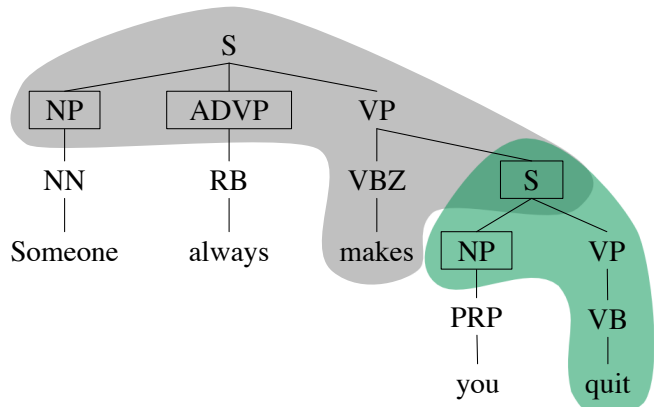 S
NP ADVP VP
NN RB VBZ S
Someone always makes NP VP
PRP VB
you quit